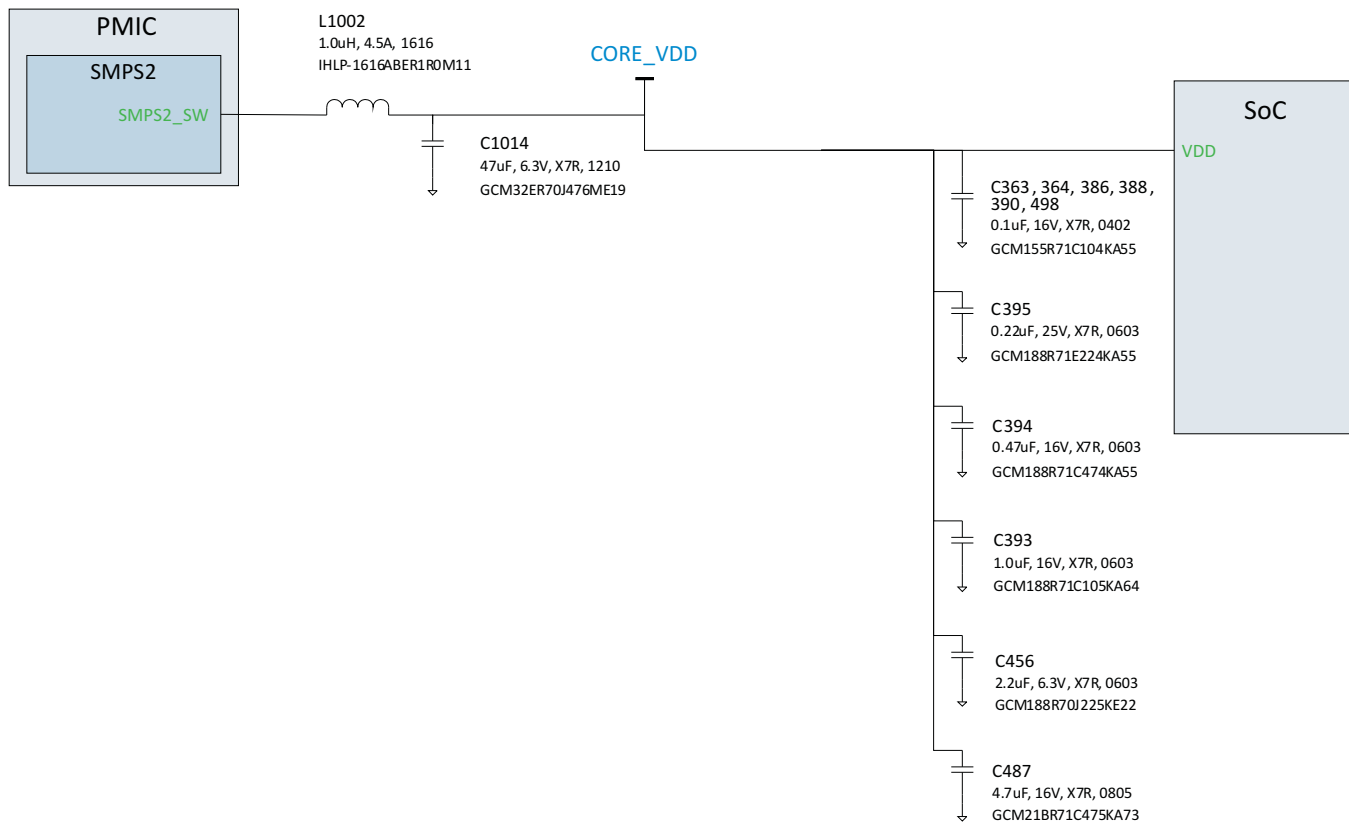 PMIC
SMPS2
SMPS2_SW
L1002
1.0uH, 4.5A, 1616
IHLP-1616ABER1R0M11
C1014
47uF, 6.3V, X7R, 1210
GCM32ER70J476ME19
CORE_VDD
SoC
VDD
C363, 364, 386, 388,
390, 498
0.1uF, 16V, X7R, 0402
GCM155R71C104KA55
C395
0.22uF, 25V, X7R, 0603
GCM188R71E224KA55
C394
0.47uF, 16V, X7R, 0603
GCM188R71C474KA55
C393
1.0uF, 16V, X7R, 0603
GCM188R71C105KA64
C456
2.2uF, 6.3V, X7R, 0603
GCM188R70J225KE22
C487
4.7uF, 16V, X7R, 0805
GCM21BR71C475KA73